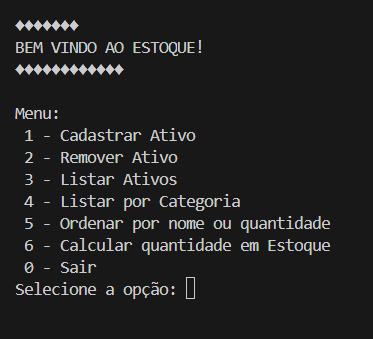 ♦♦♦♦♦♦♦
BEM VINDO AO ESTOQUE!
♦♦♦♦♦♦♦♦♦♦♦♦
Menu:
1 - Cadastrar Ativo
2 - Remover Ativo
3 - Listar Ativos
4 - Listar por Categoria
5 - Ordenar por nome ou quantidade
6 - Calcular quantidade em Estoque
0 - Sair
Selecione a opção: